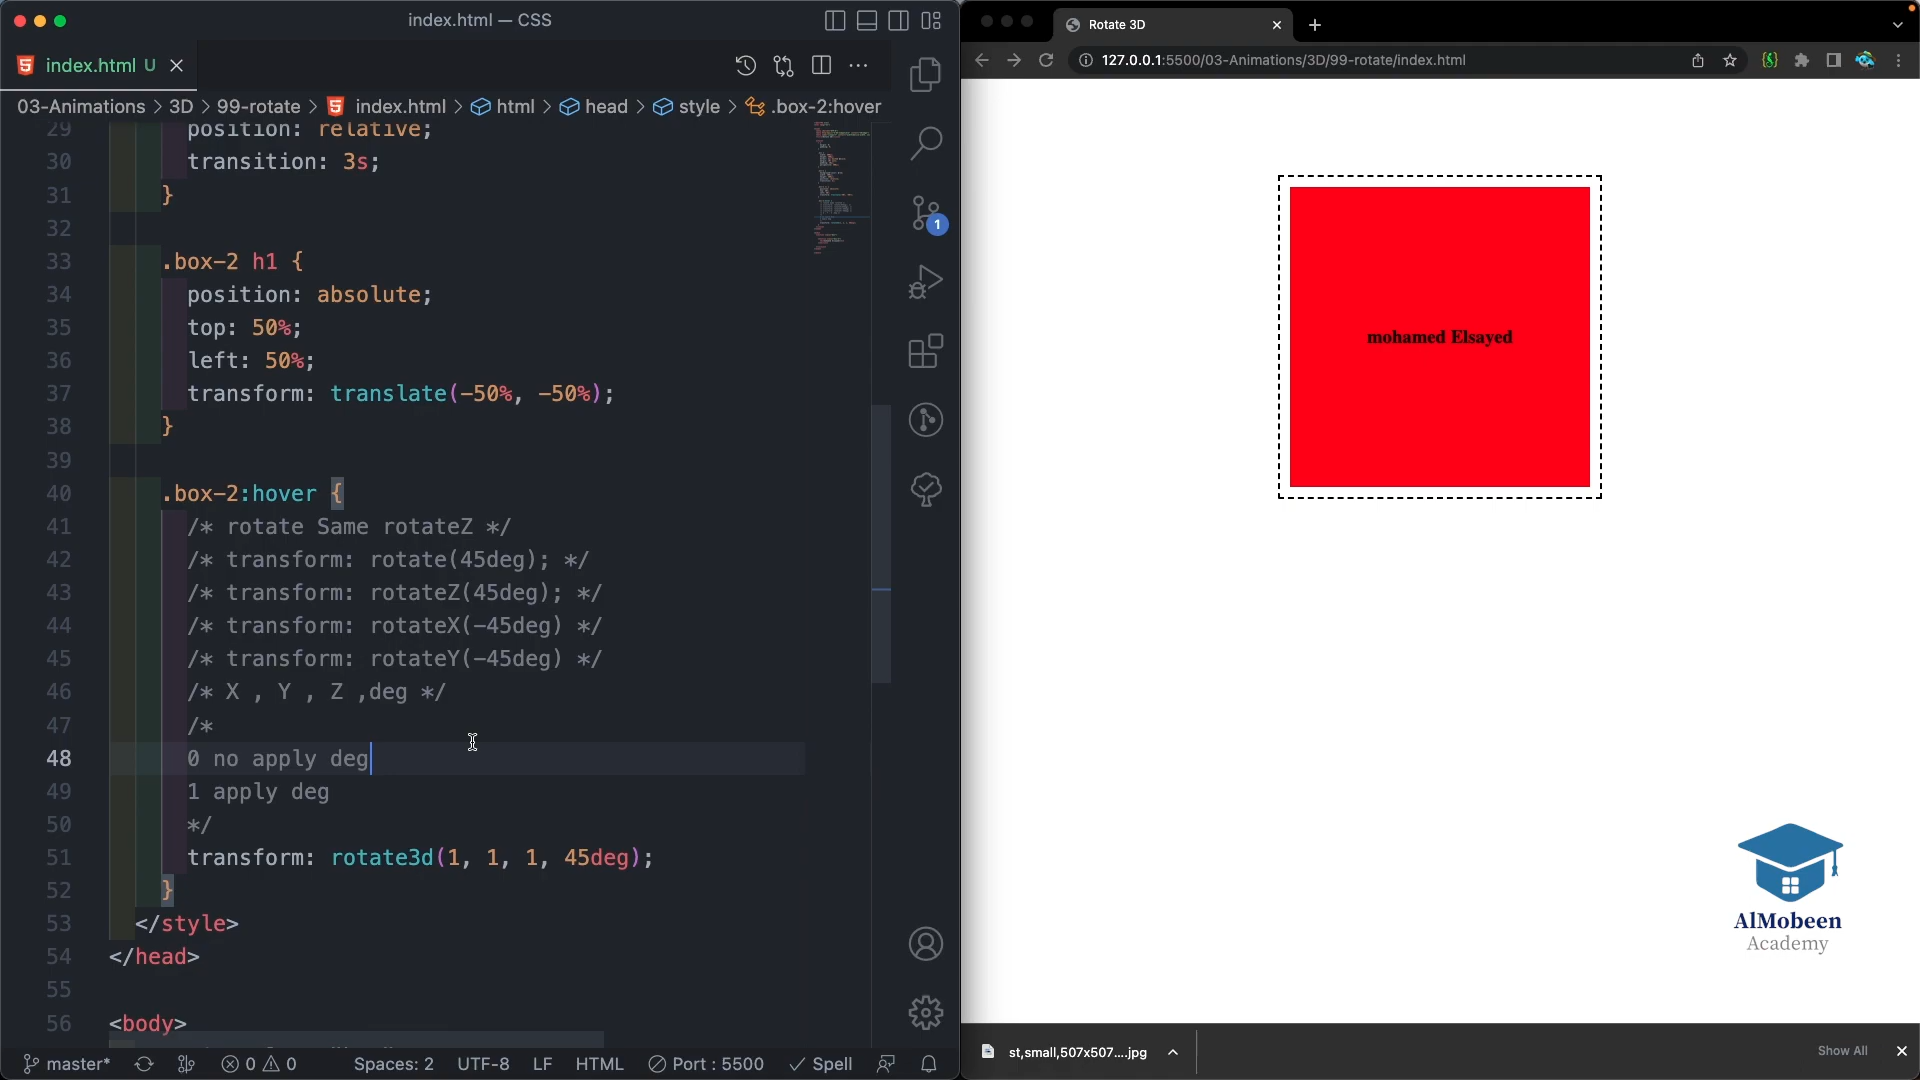 index.html — CSS
index.html U
03-Animations > 3D > 99-rotate > index.html > html > head > style > .box-2:hover
29 position: relative;
30 transition: 3s;
31 }
32
33 .box-2 h1 {
34 position: absolute;
35 top: 50%;
36 left: 50%;
37 transform: translate(-50%, -50%);
38 }
39
40 .box-2:hover {
41 /* rotate Same rotateZ */
42 /* transform: rotate(45deg); */
43 /* transform: rotateZ(45deg); */
44 /* transform: rotateX(-45deg) */
45 /* transform: rotateY(-45deg) */
46 /* X , Y , Z ,deg */
47 /*
48 0 no apply deg
49 1 apply deg
50 */
51 transform: rotate3d(1, 1, 1, 45deg);
52 }
53 </style>
54 </head>
55
56 <body>
1
master* 0 0 Spaces: 2 UTF-8 LF HTML Port : 5500 Spell
Rotate 3D
127.0.0.1:5500/03-Animations/3D/99-rotate/index.html
mohamed Elsayed
AlMobeen
Academy
st,small,507x507....jpg
Show All